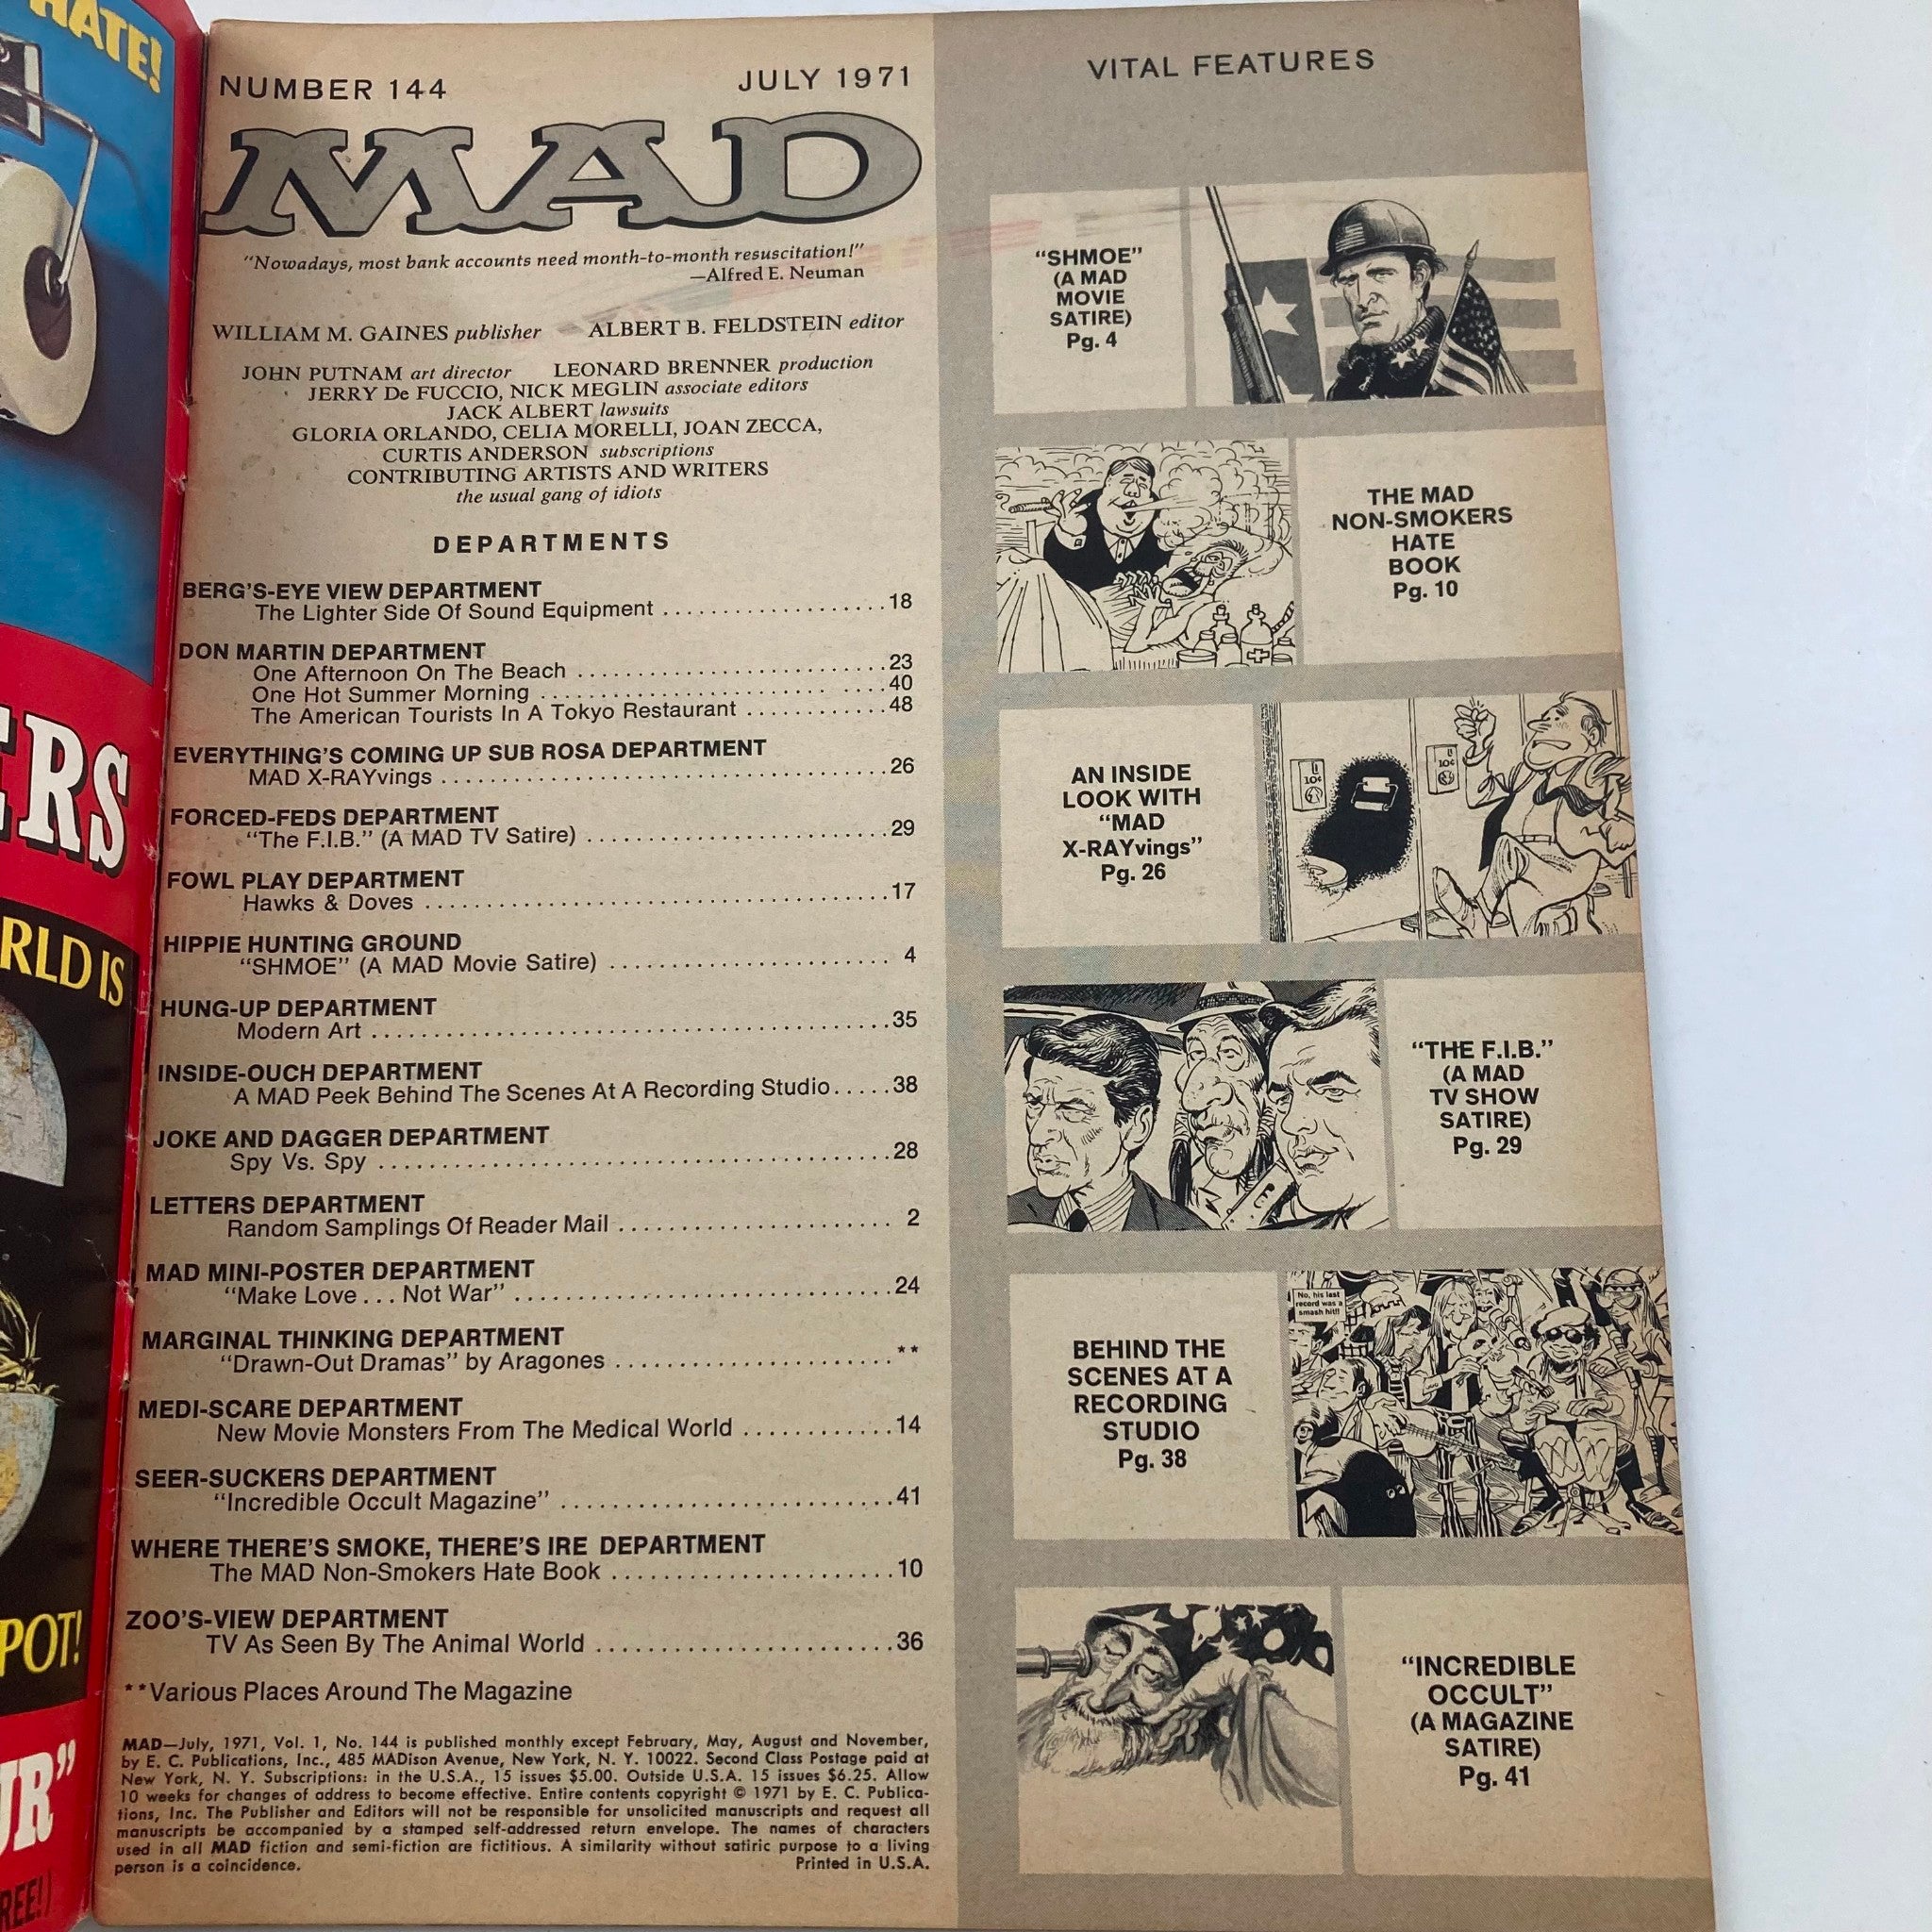 HATE!
ERS
RLD IS
POT!
UR”
REE!)
NUMBER 144
JULY 1971
MAD
“Nowadays, most bank accounts need month-to-month resuscitation!”
—Alfred E. Neuman
WILLIAM M. GAINES publisher ALBERT B. FELDSTEIN editor
JOHN PUTNAM art director LEONARD BRENNER production
JERRY De FUCCIO, NICK MEGLIN associate editors
JACK ALBERT lawsuits
GLORIA ORLANDO, CELIA MORELLI, JOAN ZECCA,
CURTIS ANDERSON subscriptions
CONTRIBUTING ARTISTS AND WRITERS
the usual gang of idiots
DEPARTMENTS
BERG’S-EYE VIEW DEPARTMENT
The Lighter Side Of Sound Equipment ...................18
DON MARTIN DEPARTMENT
One Afternoon On The Beach ..........................23
One Hot Summer Morning .............................40
The American Tourists In A Tokyo Restaurant ............48
EVERYTHING’S COMING UP SUB ROSA DEPARTMENT
MAD X-RAYvings ....................................26
FORCED-FEDS DEPARTMENT
“The F.I.B.” (A MAD TV Satire) ........................29
FOWL PLAY DEPARTMENT
Hawks & Doves .....................................17
HIPPIE HUNTING GROUND
“SHMOE” (A MAD Movie Satire) ...................... 4
HUNG-UP DEPARTMENT
Modern Art .........................................35
INSIDE-OUCH DEPARTMENT
A MAD Peek Behind The Scenes At A Recording Studio.....38
JOKE AND DAGGER DEPARTMENT
Spy Vs. Spy ........................................28
LETTERS DEPARTMENT
Random Samplings Of Reader Mail ..................... 2
MAD MINI-POSTER DEPARTMENT
“Make Love ... Not War” ..............................24
MARGINAL THINKING DEPARTMENT
“Drawn-Out Dramas” by Aragones ......................**
MEDI-SCARE DEPARTMENT
New Movie Monsters From The Medical World ............14
SEER-SUCKERS DEPARTMENT
“Incredible Occult Magazine” ..........................41
WHERE THERE’S SMOKE, THERE’S IRE DEPARTMENT
The MAD Non-Smokers Hate Book ......................10
ZOO’S-VIEW DEPARTMENT
TV As Seen By The Animal World .......................36
**Various Places Around The Magazine
MAD—July, 1971, Vol. 1, No. 144 is published monthly except February, May, August and November,
by E. C. Publications, Inc., 485 MADison Avenue, New York, N. Y. 10022. Second Class Postage paid at
New York, N. Y. Subscriptions: in the U.S.A., 15 issues $5.00. Outside U.S.A. 15 issues $6.25. Allow
10 weeks for changes of address to become effective. Entire contents copyright © 1971 by E. C. Publica-
tions, Inc. The Publisher and Editors will not be responsible for unsolicited manuscripts and request all
manuscripts be accompanied by a stamped self-addressed return envelope. The names of characters
used in all MAD fiction and semi-fiction are fictitious. A similarity without satiric purpose to a living
person is a coincidence. Printed in U.S.A.
VITAL FEATURES
“SHMOE”
(A MAD
MOVIE
SATIRE)
Pg. 4
THE MAD
NON-SMOKERS
HATE
BOOK
Pg. 10
AN INSIDE
LOOK WITH
“MAD
X-RAYvings”
Pg. 26
10¢
10¢
“THE F.I.B.”
(A MAD
TV SHOW
SATIRE)
Pg. 29
BEHIND THE
SCENES AT A
RECORDING
STUDIO
Pg. 38
No, his last
record was a
smash hit!!
“INCREDIBLE
OCCULT”
(A MAGAZINE
SATIRE)
Pg. 41